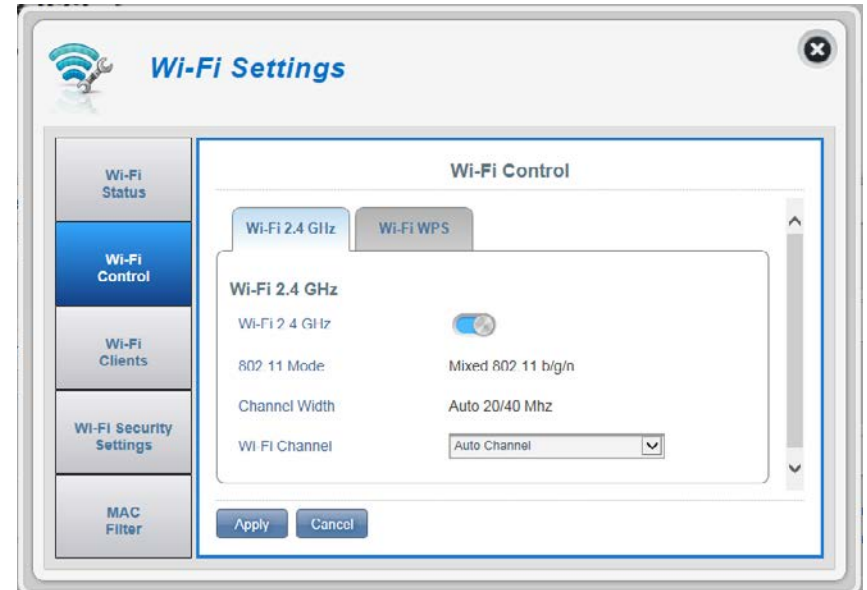 Wi-Fi Settings
Wi-Fi
Status
Wi-Fi
Control
Wi-Fi
Clients
Wi-Fi Security
Settings
MAC
Filter
Wi-Fi Control
Wi-Fi 2.4 GHz
Wi-Fi WPS
Wi-Fi 2.4 GHz
Wi-Fi 2.4 GHz
802.11 Mode Mixed 802.11 b/g/n
Channel Width Auto 20/40 Mhz
Wi-Fi Channel Auto Channel
Apply Cancel